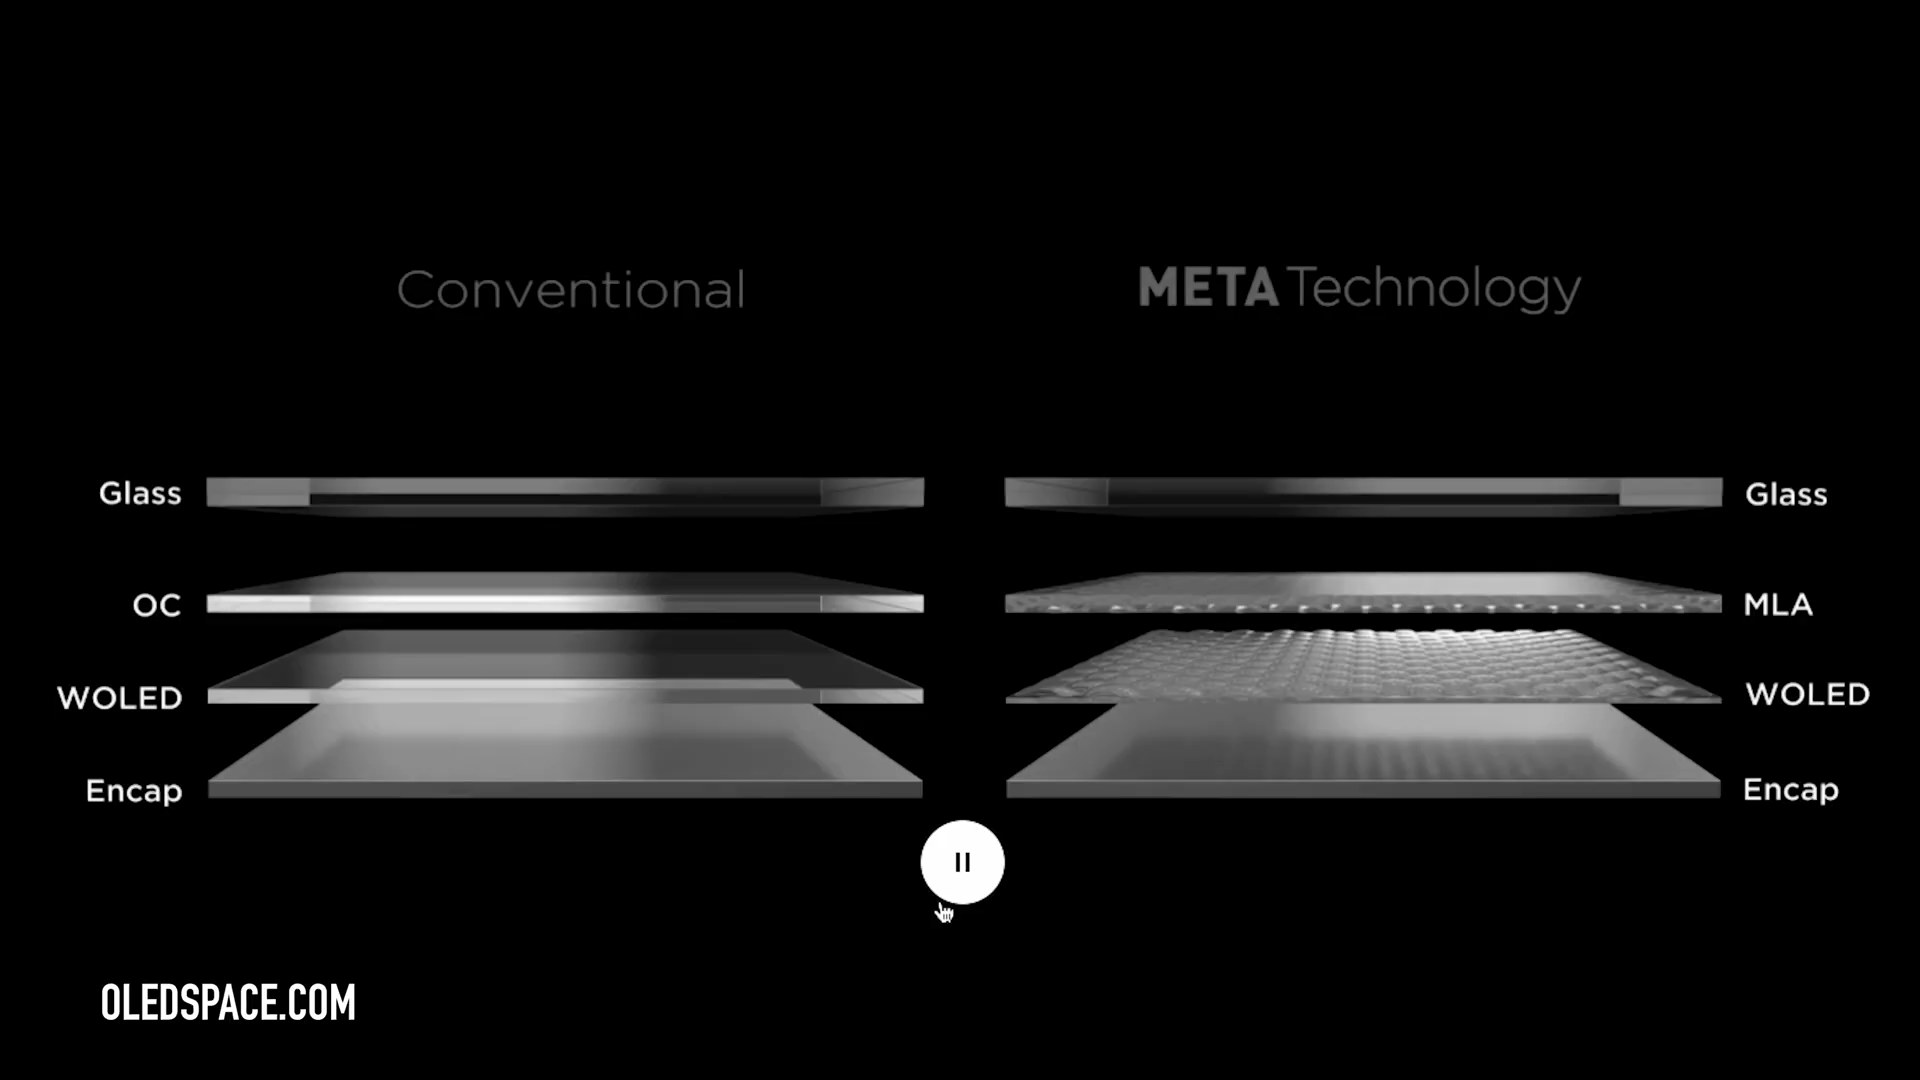 Conventional
META Technology
Glass
OC
WOLED
Encap
Glass
MLA
WOLED
Encap
OLEDSPACE.COM